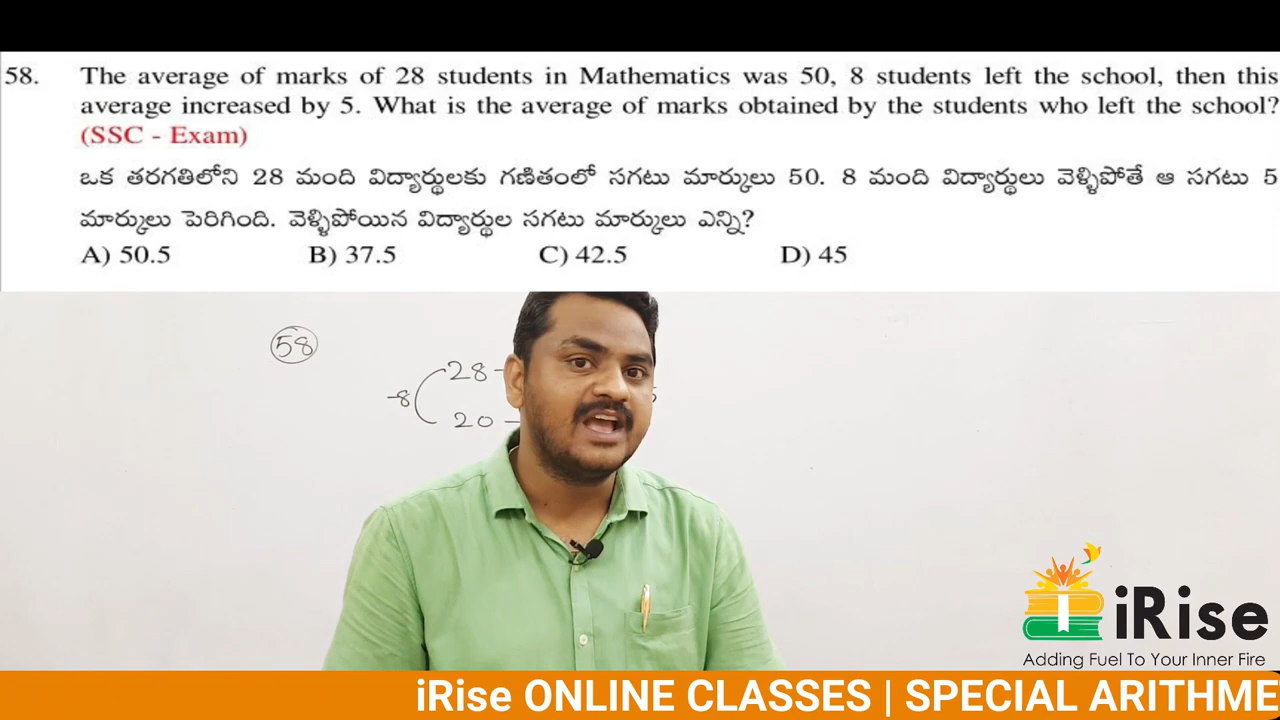 58. The average of marks of 28 students in Mathematics was 50, 8 students left the school, then this
average increased by 5. What is the average of marks obtained by the students who left the school?
(SSC - Exam)
ఒక తరగతిలోని 28 మంది విద్యార్థులకు గణితంలో సగటు మార్కులు 50. 8 మంది విద్యార్థులు వెళ్ళిపోతే ఆ సగటు 5
మార్కులు పెరిగింది. వెళ్ళిపోయిన విద్యార్థుల సగటు మార్కులు ఎన్ని?
A) 50.5 B) 37.5 C) 42.5 D) 45
58
28 -
-8
20 -
iRise
Adding Fuel To Your Inner Fire
iRise ONLINE CLASSES | SPECIAL ARITHME